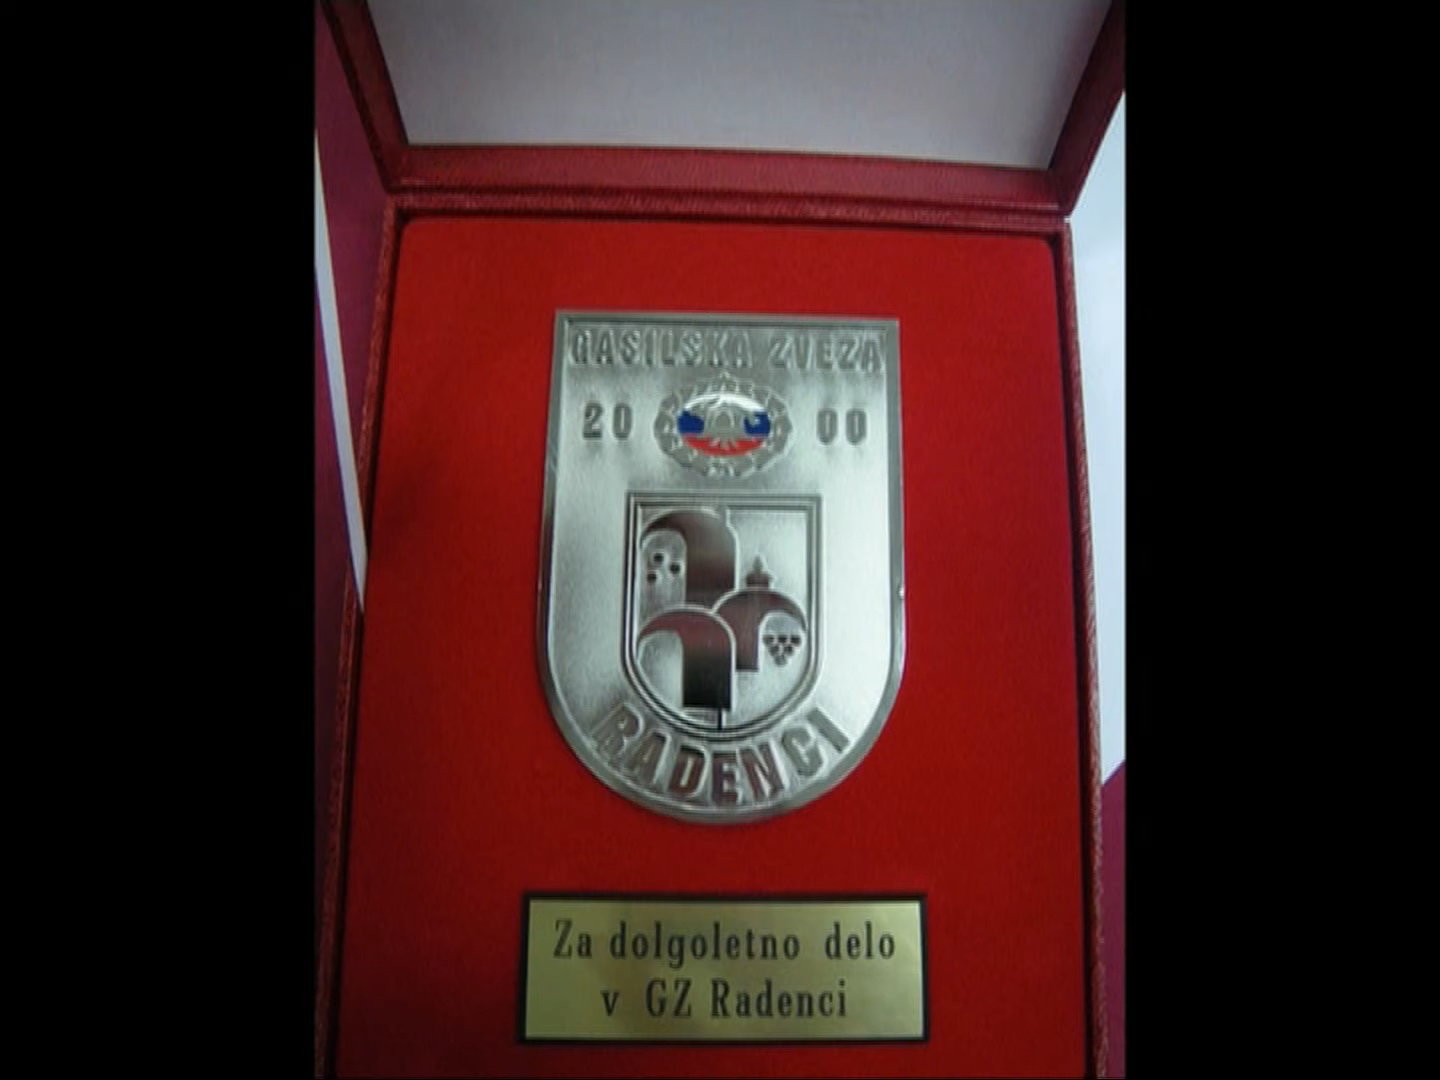 GASILSKA ZVEZA
20 00
RADENCI
Za dolgoletno delo
v GZ Radenci